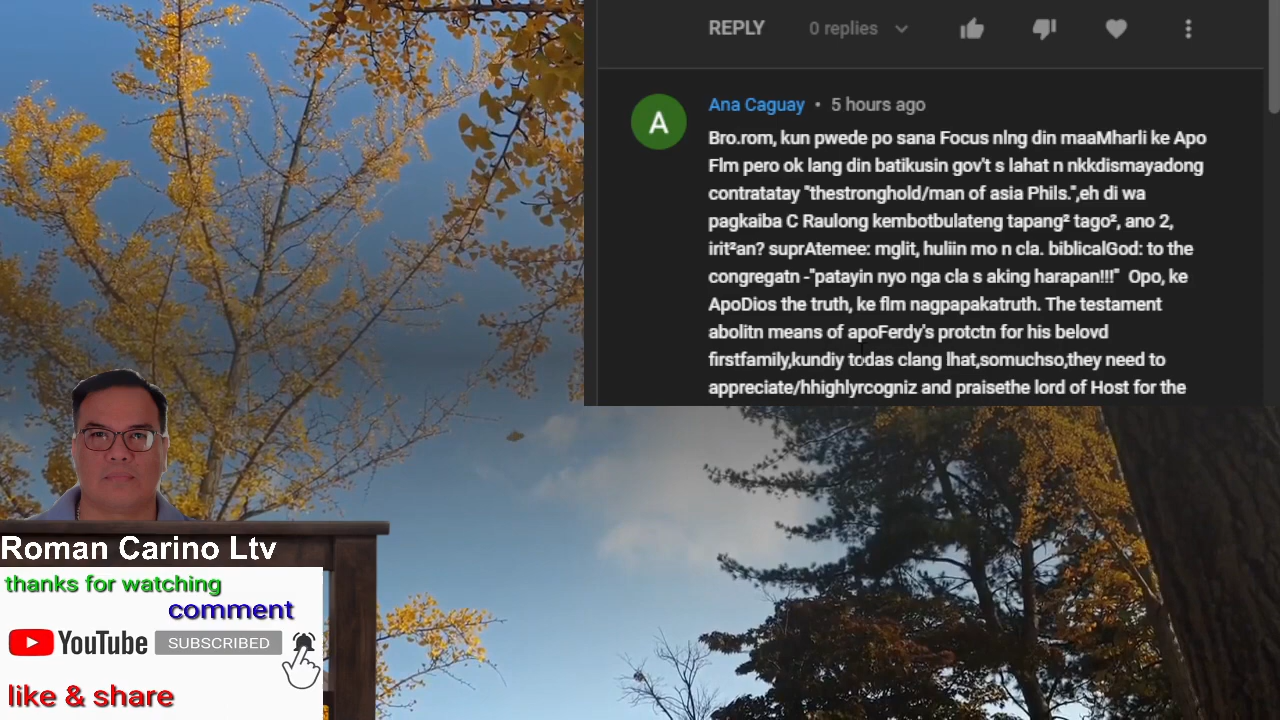 REPLY 0 replies
Ana Caguay • 5 hours ago
A
Bro.rom, kun pwede po sana Focus nlng din maaMharli ke Apo
Flm pero ok lang din batikusin gov't s lahat n nkkdismayadong
contratatay "thestronghold/man of asia Phils.",eh di wa
pagkaiba C Raulong kembotbulateng tapang² tago², ano 2,
irit²an? suprAtemee: mglit, huliin mo n cla. biblicalGod: to the
congregatn -"patayin nyo nga cla s aking harapan!!!" Opo, ke
ApoDios the truth, ke flm nagpapakatruth. The testament
abolitn means of apoFerdy's protctn for his belovd
firstfamily,kundiy todas clang lhat,somuchso,they need to
appreciate/hhighlyrcogniz and praisethe lord of Host for the
Roman Carino Ltv
thanks for watching
comment
YouTube SUBSCRIBED
like & share